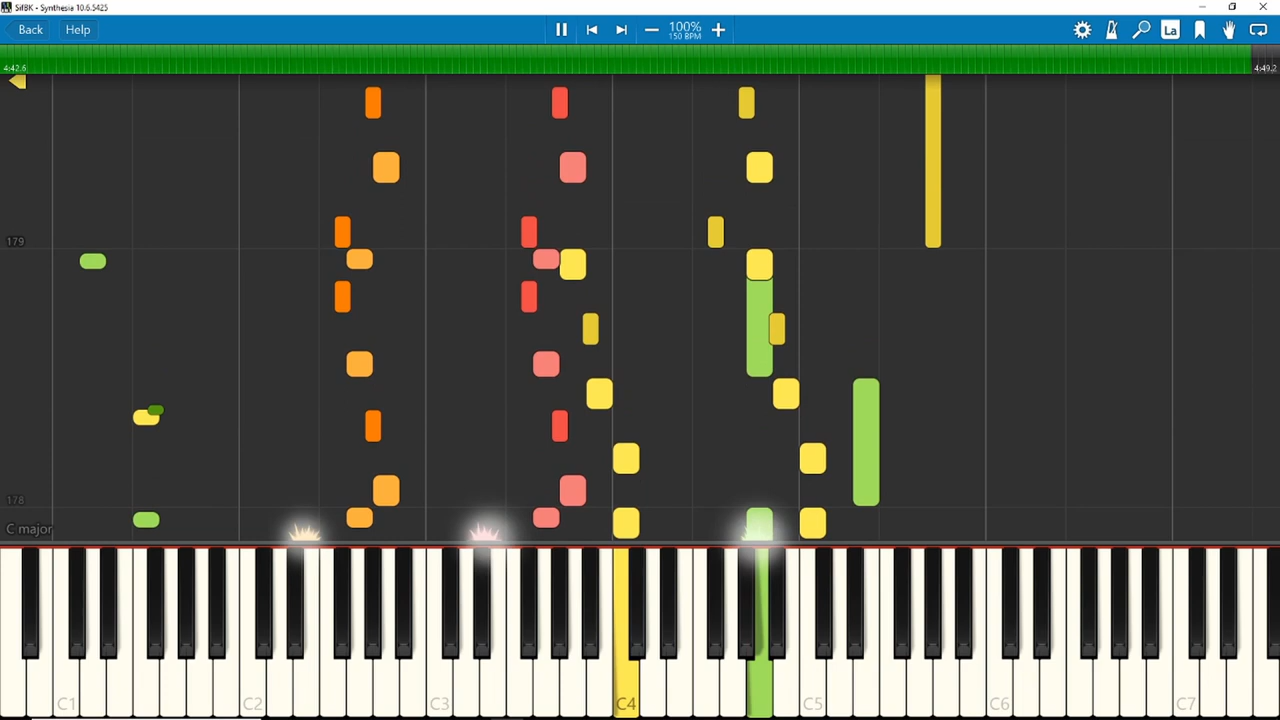 SifBK - Synthesia 10.6.5425
Back
Help
100%
150 BPM
La
4:42.6
4:49.2
179
178
C major
C1
C2
C3
C4
C5
C6
C7